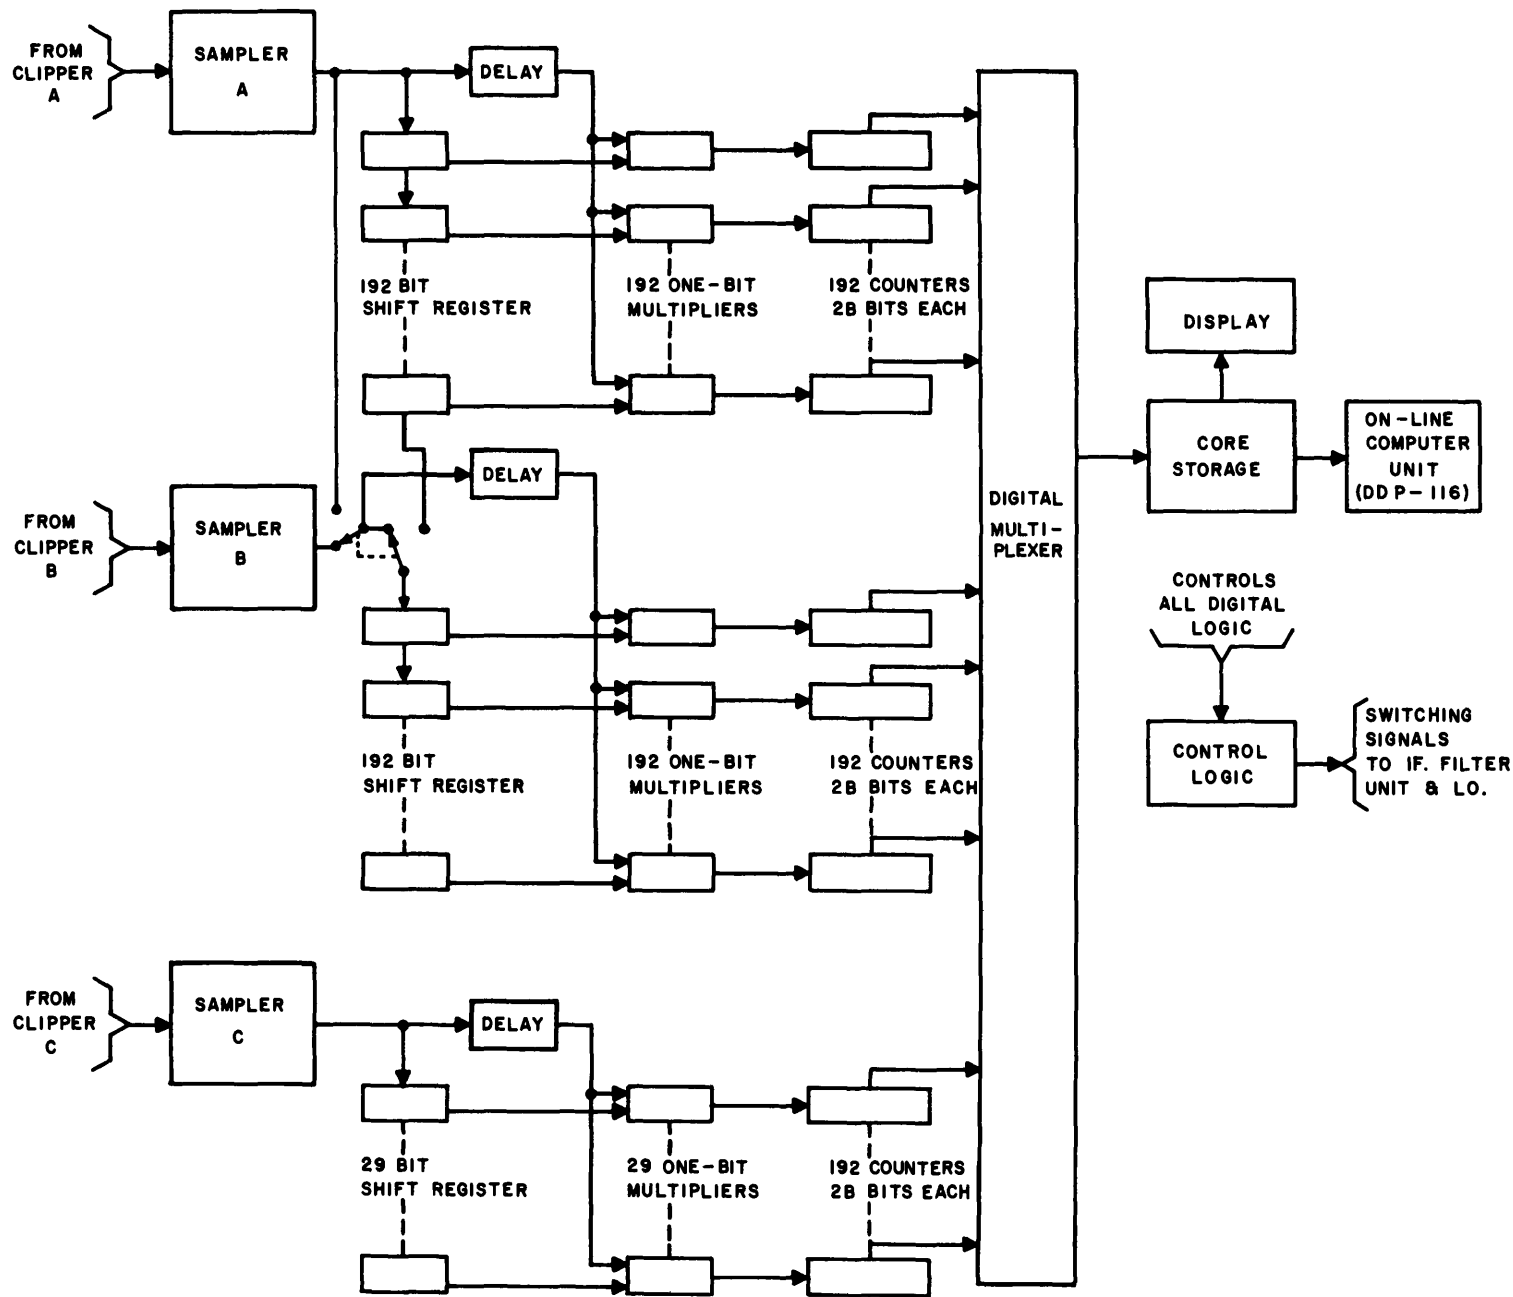 FROM
CLIPPER
A
SAMPLER
A
DELAY
192 BIT
SHIFT REGISTER
192 ONE-BIT
MULTIPLIERS
192 COUNTERS
2B BITS EACH
FROM
CLIPPER
B
SAMPLER
B
DELAY
192 BIT
SHIFT REGISTER
192 ONE-BIT
MULTIPLIERS
192 COUNTERS
2B BITS EACH
FROM
CLIPPER
C
SAMPLER
C
DELAY
29 BIT
SHIFT REGISTER
29 ONE-BIT
MULTIPLIERS
192 COUNTERS
2B BITS EACH
DIGITAL
MULTI-
PLEXER
DISPLAY
CORE
STORAGE
ON-LINE
COMPUTER
UNIT
(DDP-116)
CONTROLS
ALL DIGITAL
LOGIC
CONTROL
LOGIC
SWITCHING
SIGNALS
TO IF. FILTER
UNIT & LO.